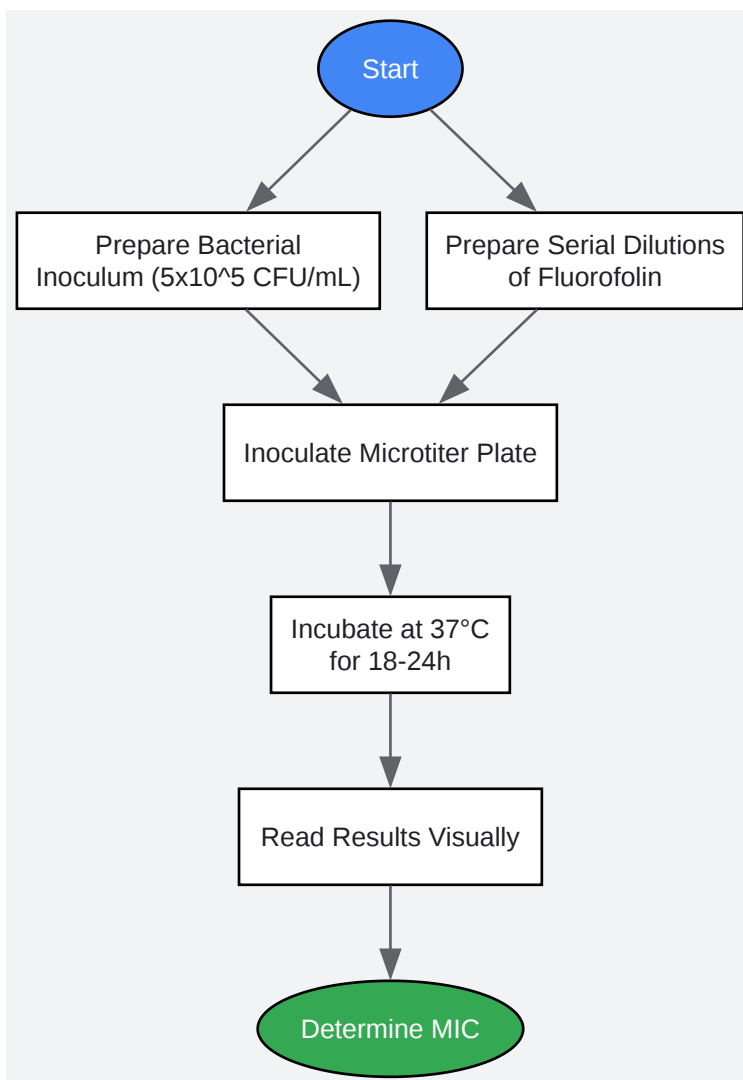 Start
Prepare Bacterial
Inoculum (5x10^5 CFU/mL)
Prepare Serial Dilutions
of Fluorofolin
Inoculate Microtiter Plate
Incubate at 37°C
for 18-24h
Read Results Visually
Determine MIC